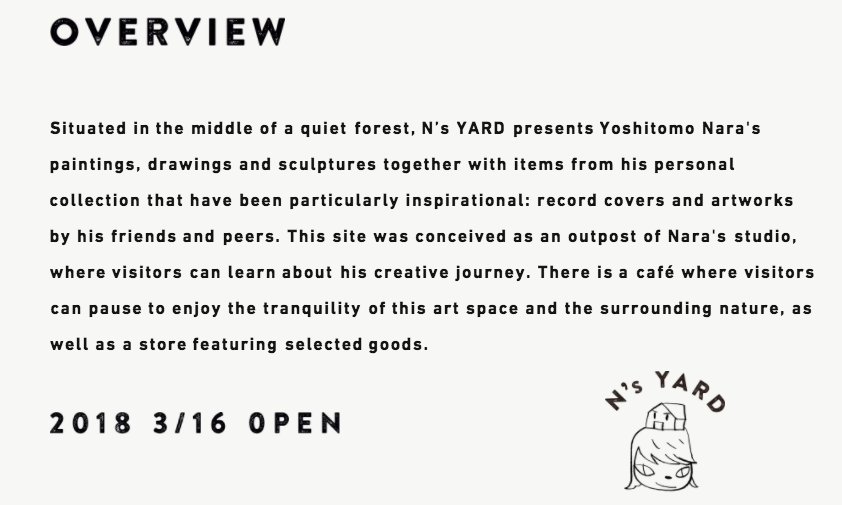 OVERVIEW
Situated in the middle of a quiet forest, N's YARD presents Yoshitomo Nara's
paintings, drawings and sculptures together with items from his personal
collection that have been particularly inspirational: record covers and artworks
by his friends and peers. This site was conceived as an outpost of Nara's studio,
where visitors can learn about his creative journey. There is a café where visitors
can pause to enjoy the tranquility of this art space and the surrounding nature, as
well as a store featuring selected goods.
N's YARD
2018 3/16 OPEN